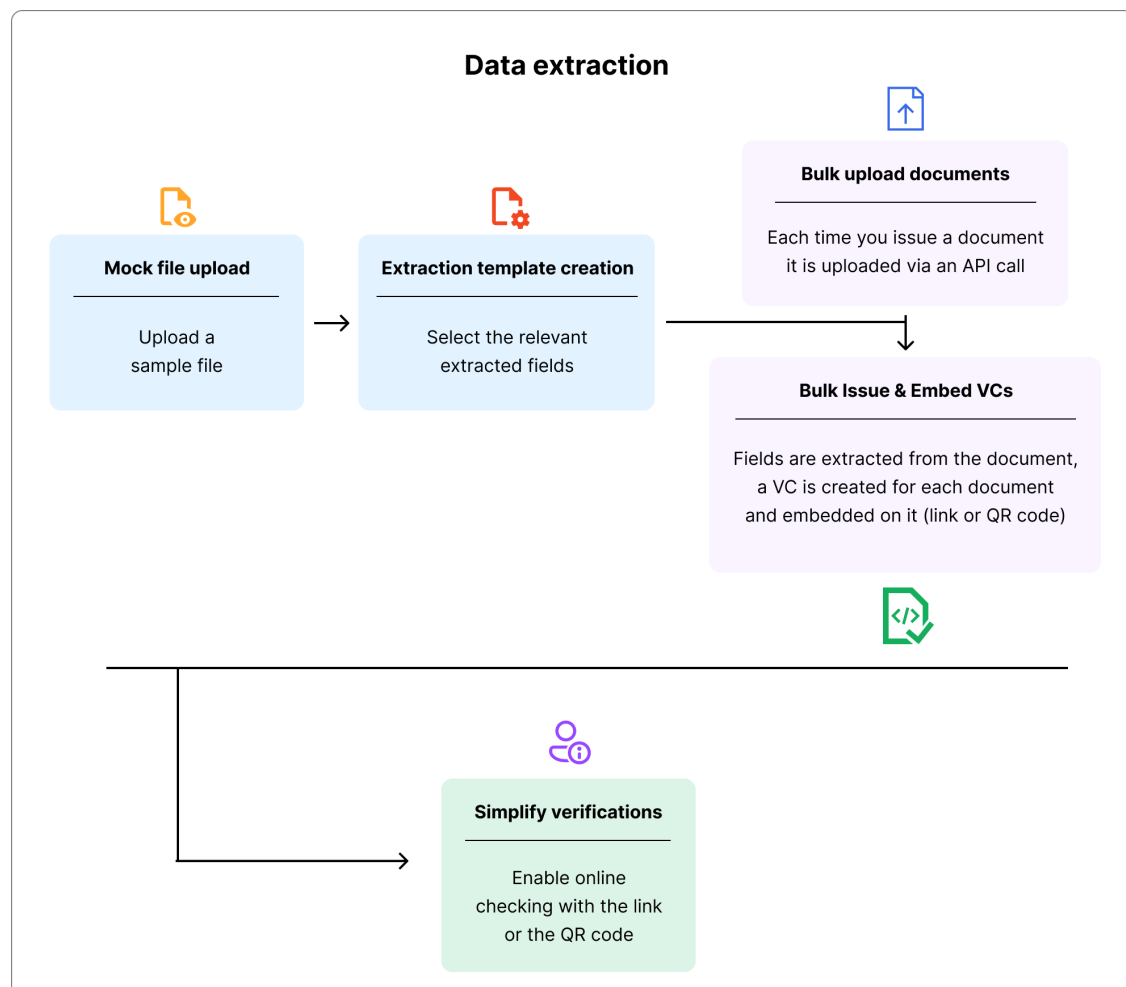 Data extraction
Mock file upload
Upload a
sample file
Extraction template creation
Select the relevant
extracted fields
Bulk upload documents
Each time you issue a document
it is uploaded via an API call
Bulk Issue & Embed VCs
Fields are extracted from the document,
a VC is created for each document
and embedded on it (link or QR code)
</>
Simplify verifications
Enable online
checking with the link
or the QR code